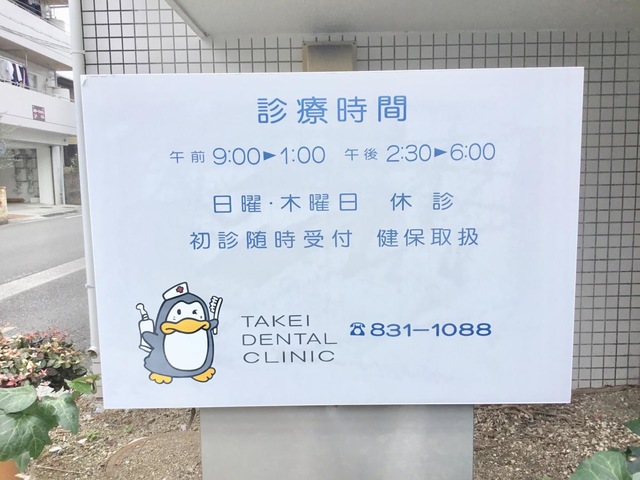 診療時間
午前 9:00▶1:00 午後 2:30▶6:00
日曜・木曜日 休診
初診随時受付 健保取扱
TAKEI
DENTAL
CLINIC
☎831-1088